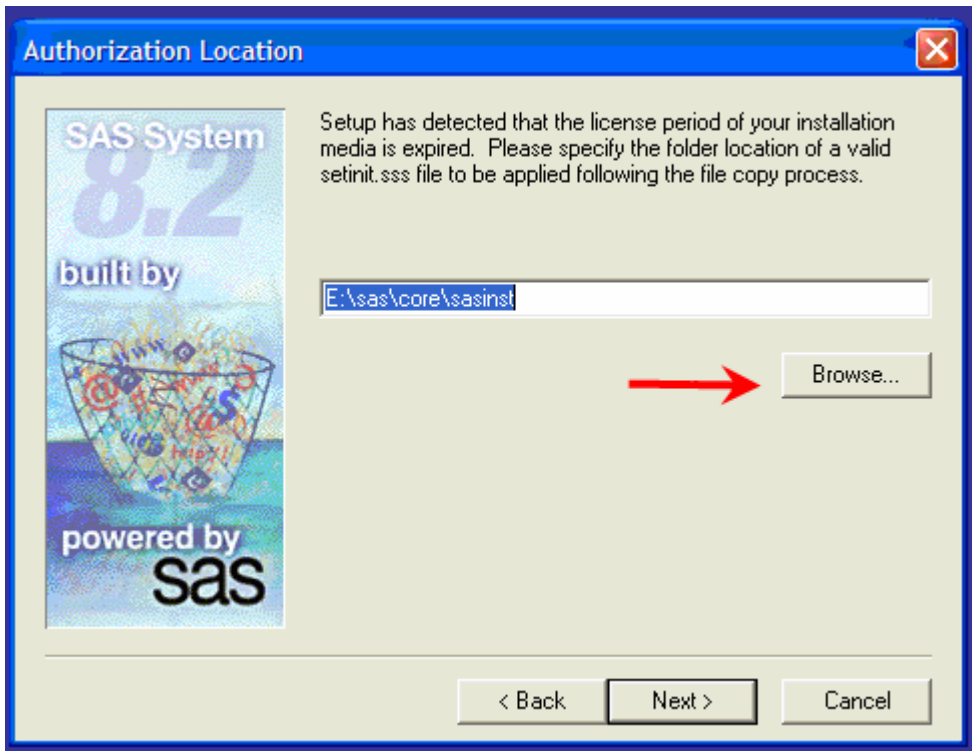 Authorization Location
SAS System
8.2
built by
powered by
sas
Setup has detected that the license period of your installation
media is expired. Please specify the folder location of a valid
setinit.sss file to be applied following the file copy process.
E:\sas\core\sasinst
Browse...
< Back
Next >
Cancel